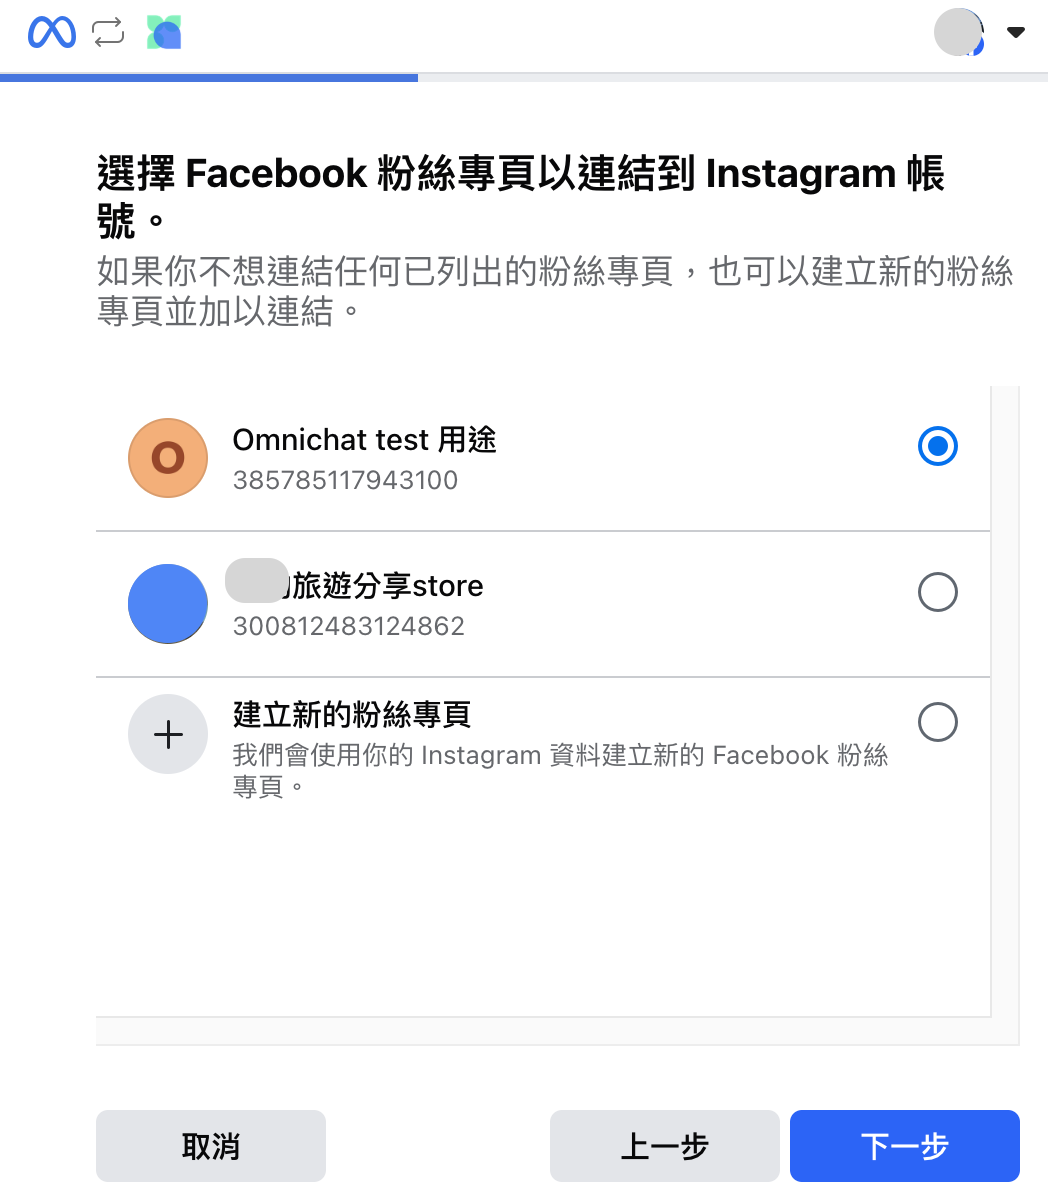 選擇 Facebook 粉絲專頁以連結到 Instagram 帳
號。
如果你不想連結任何已列出的粉絲專頁，也可以建立新的粉絲
專頁並加以連結。
O
Omnichat test 用途
385785117943100
旅遊分享store
300812483124862
建立新的粉絲專頁
我們會使用你的 Instagram 資料建立新的 Facebook 粉絲
專頁。
取消
上一步
下一步